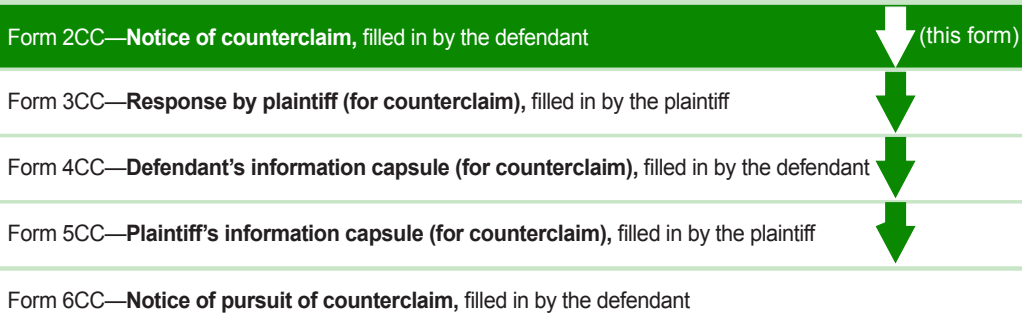 Form 2CC—Notice of counterclaim, filled in by the defendant (this form)
Form 3CC—Response by plaintiff (for counterclaim), filled in by the plaintiff
Form 4CC—Defendant’s information capsule (for counterclaim), filled in by the defendant
Form 5CC—Plaintiff’s information capsule (for counterclaim), filled in by the plaintiff
Form 6CC—Notice of pursuit of counterclaim, filled in by the defendant